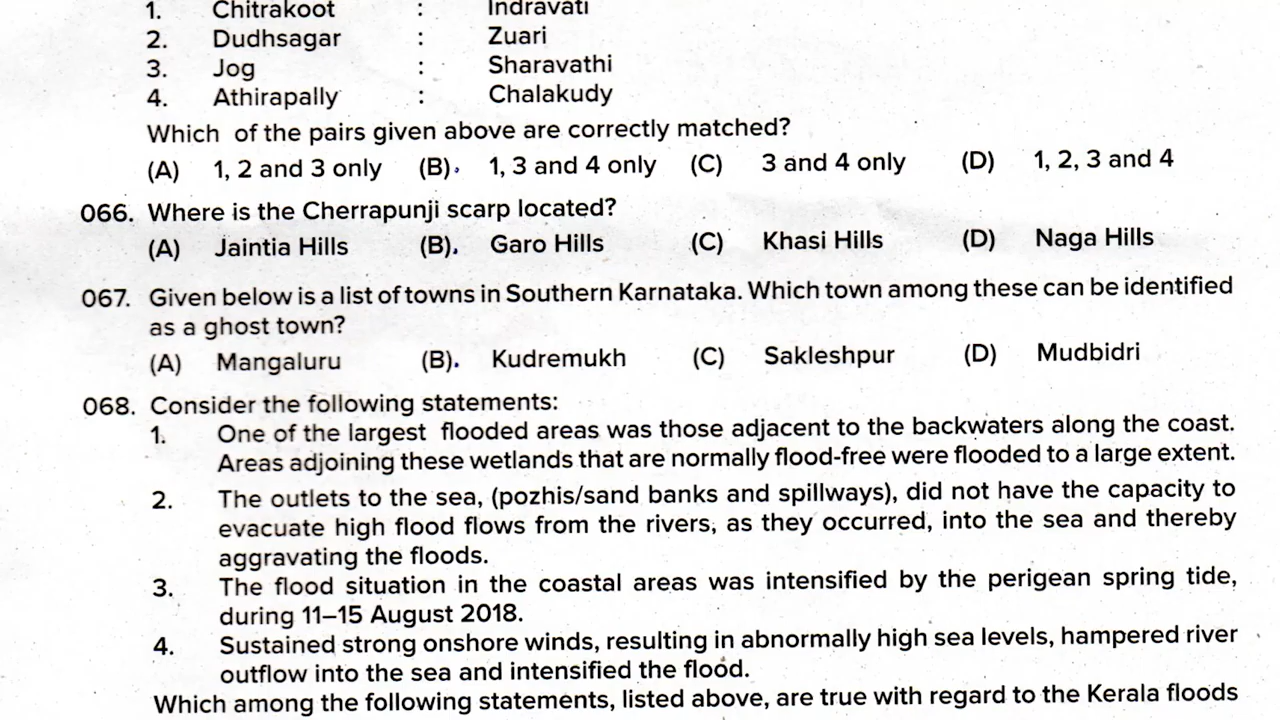 1. Chitrakoot : Indravati
2. Dudhsagar : Zuari
3. Jog : Sharavathi
4. Athirapally : Chalakudy
Which of the pairs given above are correctly matched?
(A) 1, 2 and 3 only (B). 1, 3 and 4 only (C) 3 and 4 only (D) 1, 2, 3 and 4
066. Where is the Cherrapunji scarp located?
(A) Jaintia Hills (B). Garo Hills (C) Khasi Hills (D) Naga Hills
067. Given below is a list of towns in Southern Karnataka. Which town among these can be identified
as a ghost town?
(A) Mangaluru (B). Kudremukh (C) Sakleshpur (D) Mudbidri
068. Consider the following statements:
1. One of the largest flooded areas was those adjacent to the backwaters along the coast.
Areas adjoining these wetlands that are normally flood-free were flooded to a large extent.
2. The outlets to the sea, (pozhis/sand banks and spillways), did not have the capacity to
evacuate high flood flows from the rivers, as they occurred, into the sea and thereby
aggravating the floods.
3. The flood situation in the coastal areas was intensified by the perigean spring tide,
during 11–15 August 2018.
4. Sustained strong onshore winds, resulting in abnormally high sea levels, hampered river
outflow into the sea and intensified the flood.
Which among the following statements, listed above, are true with regard to the Kerala floods